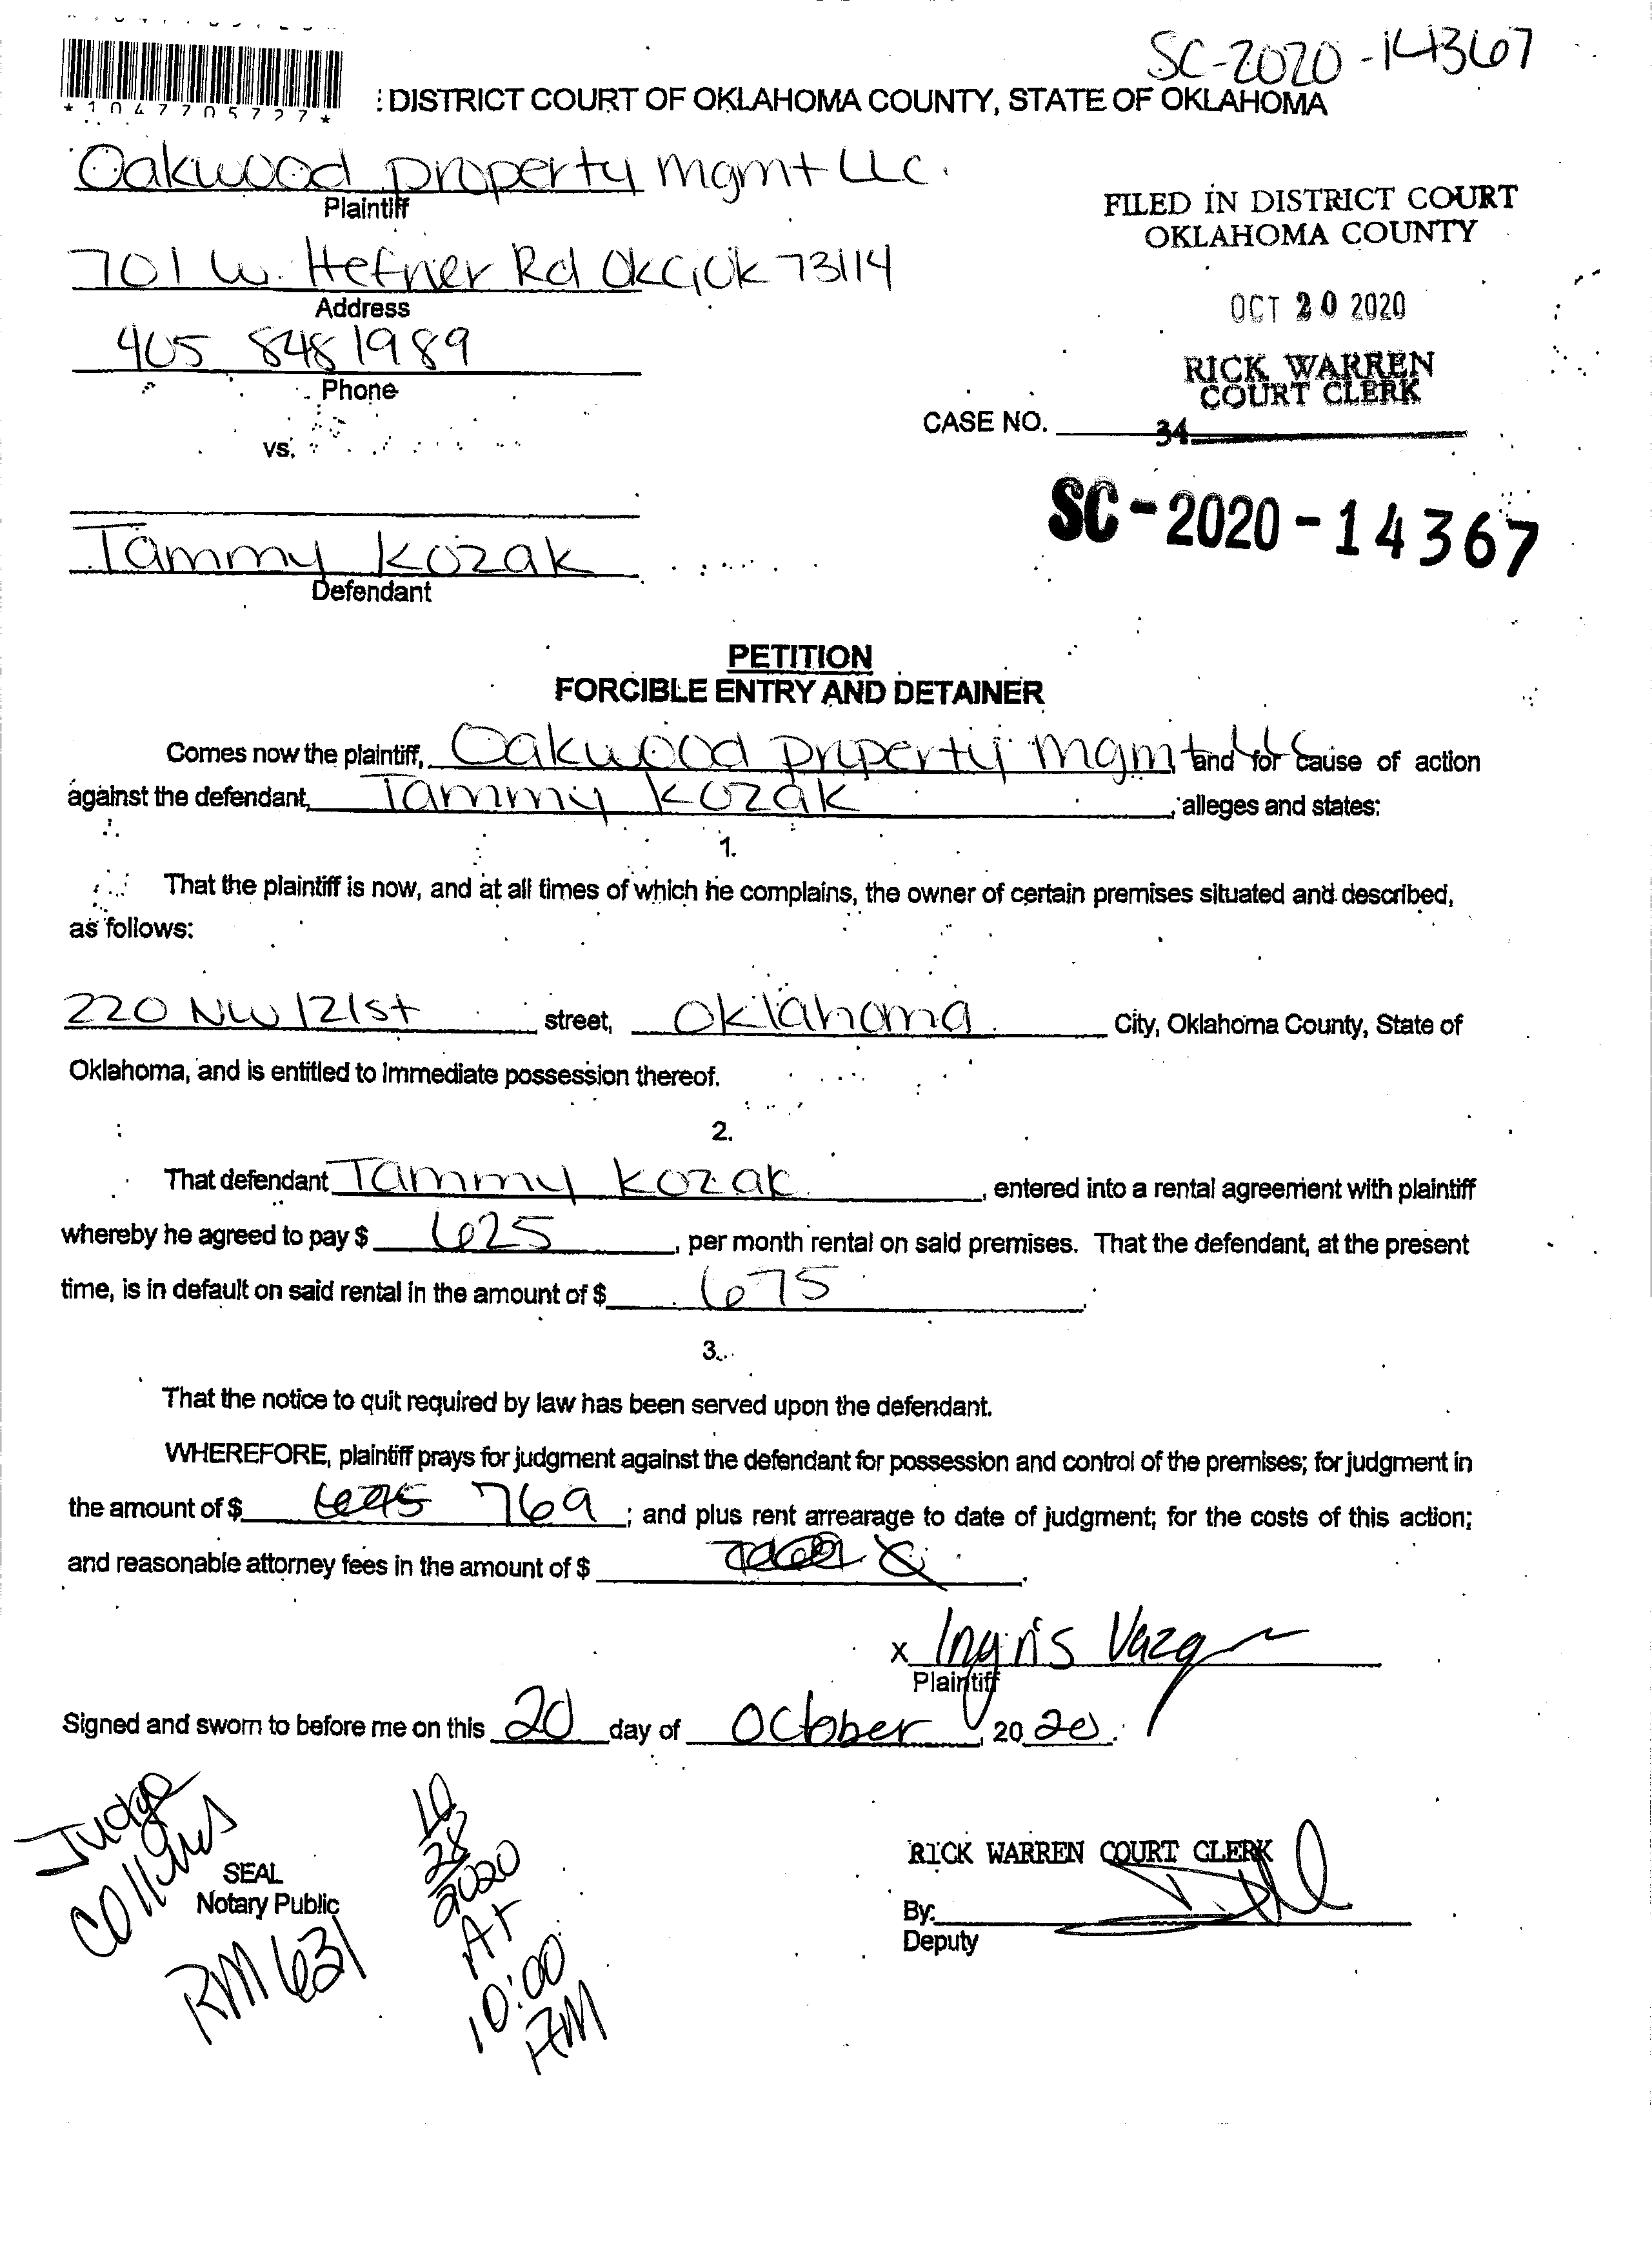 SC-2020-14367
*1047705727*
: DISTRICT COURT OF OKLAHOMA COUNTY, STATE OF OKLAHOMA
Oakwood property mgmt LLC.
Plaintiff
FILED IN DISTRICT COURT
OKLAHOMA COUNTY
701 W. Hefner Rd OKC, OK 73114
Address
OCT 20 2020
405 848 1989
Phone
RICK WARREN
COURT CLERK
CASE NO.
34
vs.
SC-2020-14367
Tammy Kozak
Defendant
PETITION
FORCIBLE ENTRY AND DETAINER
Comes now the plaintiff, Oakwood property mgmt LLC and for cause of action
against the defendant, Tammy Kozak, alleges and states:
1.
That the plaintiff is now, and at all times of which he complains, the owner of certain premises situated and described,
as follows:
220 NW 121st street, Oklahoma City, Oklahoma County, State of
Oklahoma, and is entitled to immediate possession thereof.
2.
That defendant Tammy Kozak, entered into a rental agreement with plaintiff
whereby he agreed to pay $ 625, per month rental on said premises. That the defendant, at the present
time, is in default on said rental in the amount of $ 675.
3.
That the notice to quit required by law has been served upon the defendant.
WHEREFORE, plaintiff prays for judgment against the defendant for possession and control of the premises; for judgment in
the amount of $ 769; and plus rent arrearage to date of judgment; for the costs of this action;
and reasonable attorney fees in the amount of $
x Ingris Vazq
Plaintiff
Signed and sworn to before me on this 20 day of October, 20 20.
Judge
Collins
SEAL
Notary Public
RM 631
10
28
2020
At
10:00
AM
RICK WARREN COURT CLERK
By:
Deputy